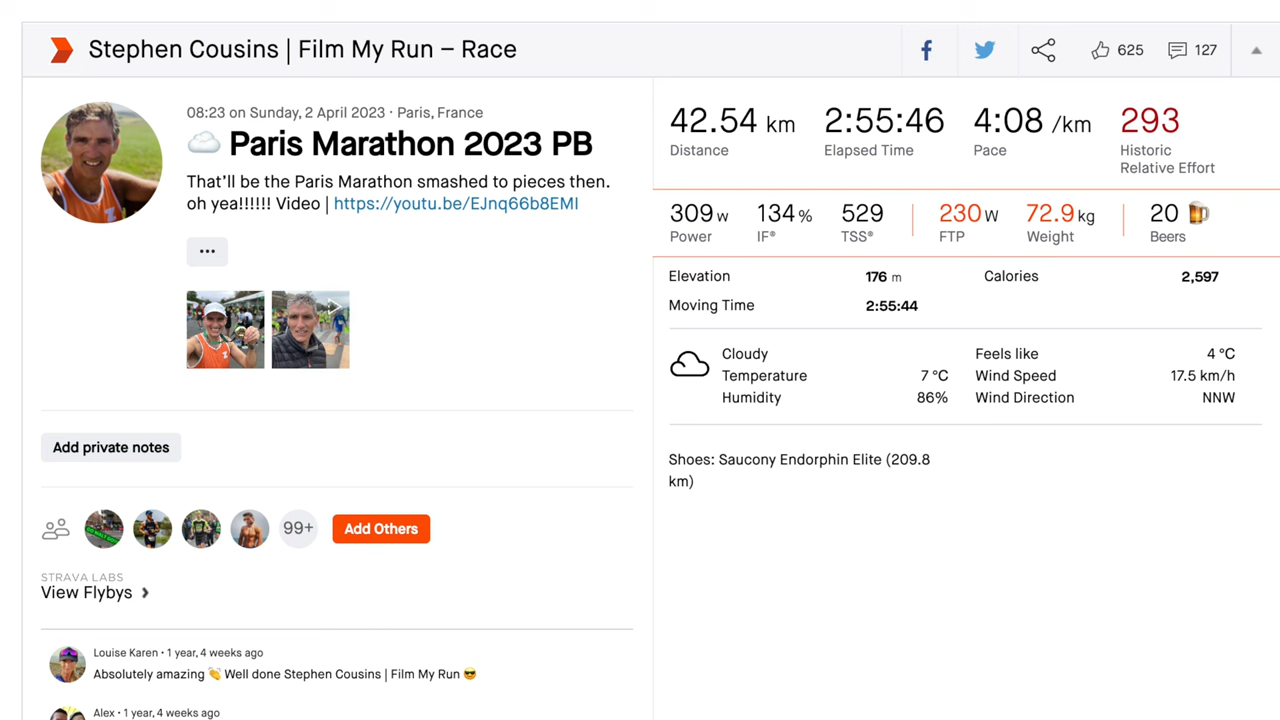 Stephen Cousins | Film My Run – Race
625
127
08:23 on Sunday, 2 April 2023 · Paris, France
Paris Marathon 2023 PB
That'll be the Paris Marathon smashed to pieces then.
oh yea!!!!!! Video | https://youtu.be/EJnq66b8EMI
Add private notes
99+
Add Others
STRAVA LABS
View Flybys
Louise Karen · 1 year, 4 weeks ago
Absolutely amazing 👏 Well done Stephen Cousins | Film My Run 😎
Alex · 1 year, 4 weeks ago
42.54 km 2:55:46 4:08 /km 293
Distance Elapsed Time Pace Historic
Relative Effort
309 W 134 % 529 230 W 72.9 kg 20 🍺
Power IF® TSS® FTP Weight Beers
Elevation 176 m Calories 2,597
Moving Time 2:55:44
Cloudy Feels like 4 °C
Temperature 7 °C Wind Speed 17.5 km/h
Humidity 86% Wind Direction NNW
Shoes: Saucony Endorphin Elite (209.8
km)